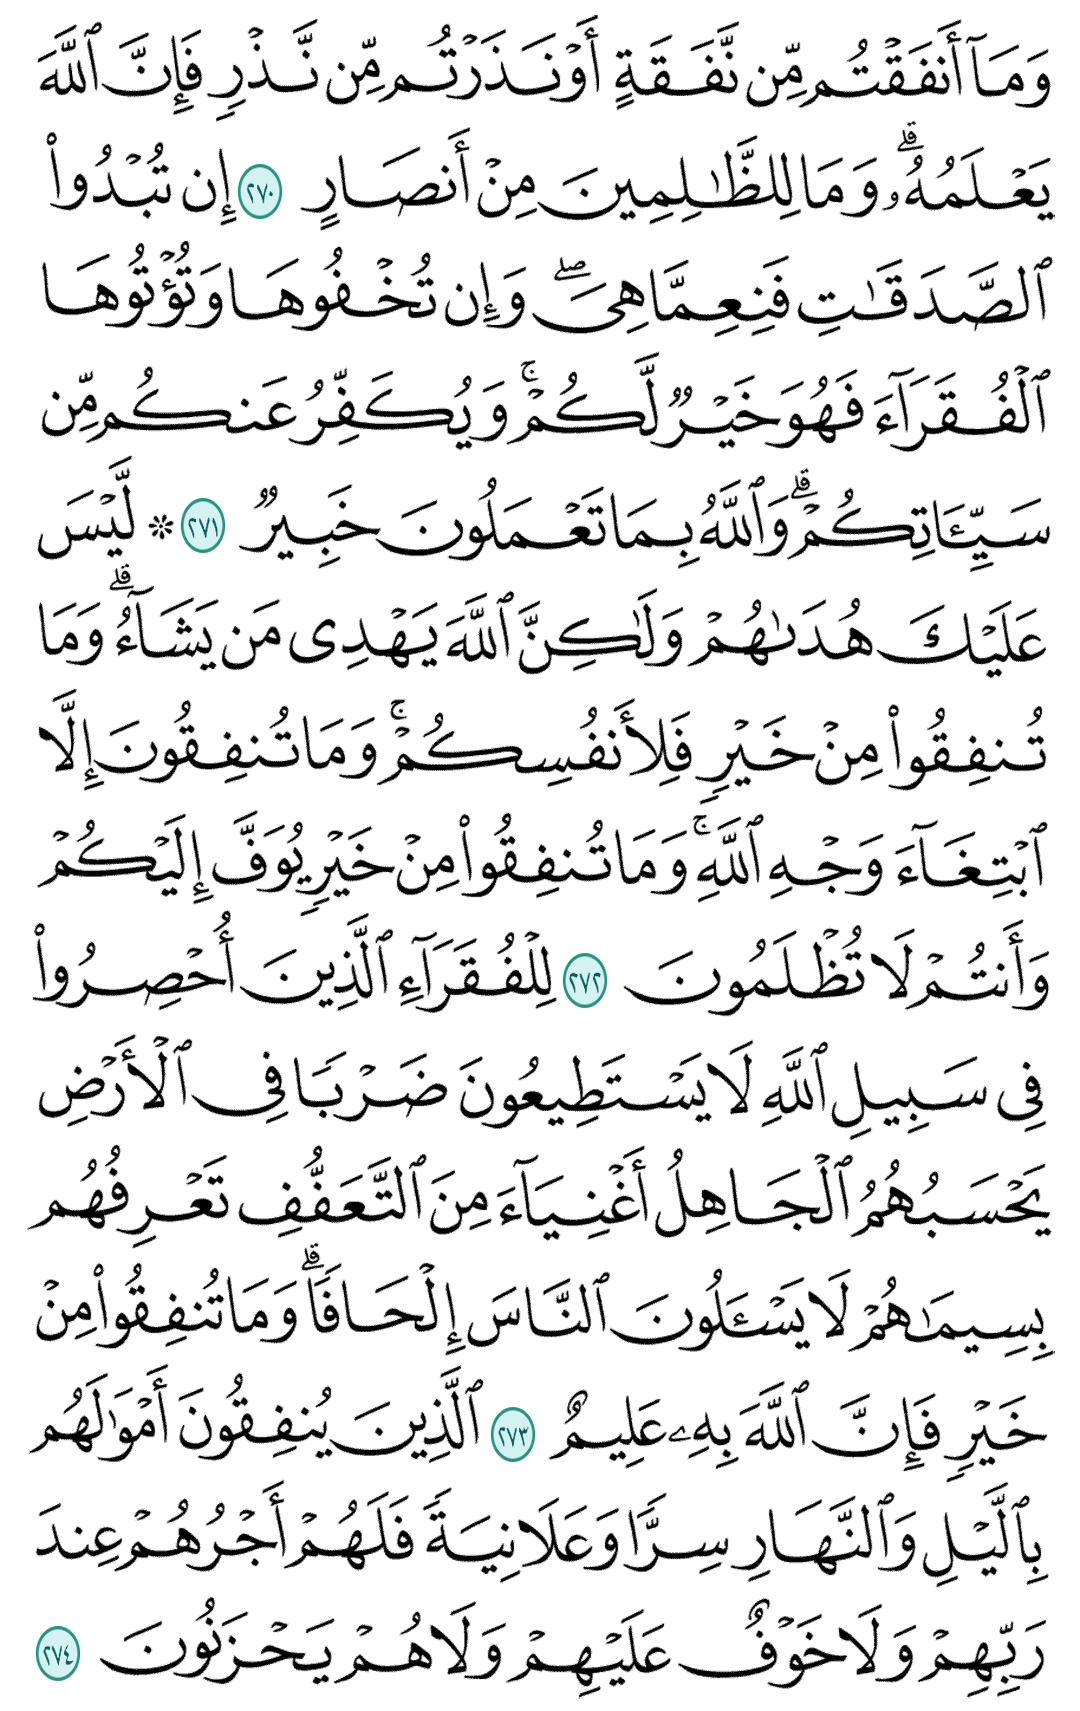 وَمَآ أَنفَقۡتُم مِّن نَّفَقَةٍ أَوۡ نَذَرۡتُم مِّن نَّذۡرٖ فَإِنَّ ٱللَّهَ
يَعۡلَمُهُۥۗ وَمَا لِلظَّٰلِمِينَ مِنۡ أَنصَارٍ ٢٧٠ إِن تُبۡدُواْ
ٱلصَّدَقَٰتِ فَنِعِمَّا هِيَۖ وَإِن تُخۡفُوهَا وَتُؤۡتُوهَا
ٱلۡفُقَرَآءَ فَهُوَ خَيۡرٞ لَّكُمۡۚ وَيُكَفِّرُ عَنكُم مِّن
سَيِّـَٔاتِكُمۡۗ وَٱللَّهُ بِمَا تَعۡمَلُونَ خَبِيرٞ ٢٧١ ۞ لَّيۡسَ
عَلَيۡكَ هُدَىٰهُمۡ وَلَٰكِنَّ ٱللَّهَ يَهۡدِي مَن يَشَآءُۗ وَمَا
تُنفِقُواْ مِنۡ خَيۡرٖ فَلِأَنفُسِكُمۡۚ وَمَا تُنفِقُونَ إِلَّا
ٱبۡتِغَآءَ وَجۡهِ ٱللَّهِۚ وَمَا تُنفِقُواْ مِنۡ خَيۡرٖ يُوَفَّ إِلَيۡكُمۡ
وَأَنتُمۡ لَا تُظۡلَمُونَ ٢٧٢ لِلۡفُقَرَآءِ ٱلَّذِينَ أُحۡصِرُواْ
فِي سَبِيلِ ٱللَّهِ لَا يَسۡتَطِيعُونَ ضَرۡبٗا فِي ٱلۡأَرۡضِ
يَحۡسَبُهُمُ ٱلۡجَاهِلُ أَغۡنِيَآءَ مِنَ ٱلتَّعَفُّفِ تَعۡرِفُهُم
بِسِيمَٰهُمۡ لَا يَسۡـَٔلُونَ ٱلنَّاسَ إِلۡحَافٗاۗ وَمَا تُنفِقُواْ مِنۡ
خَيۡرٖ فَإِنَّ ٱللَّهَ بِهِۦ عَلِيمٌ ٢٧٣ ٱلَّذِينَ يُنفِقُونَ أَمۡوَٰلَهُم
بِٱلَّيۡلِ وَٱلنَّهَارِ سِرّٗا وَعَلَانِيَةٗ فَلَهُمۡ أَجۡرُهُمۡ عِندَ
رَبِّهِمۡ وَلَا خَوۡفٌ عَلَيۡهِمۡ وَلَا هُمۡ يَحۡزَنُونَ ٢٧٤